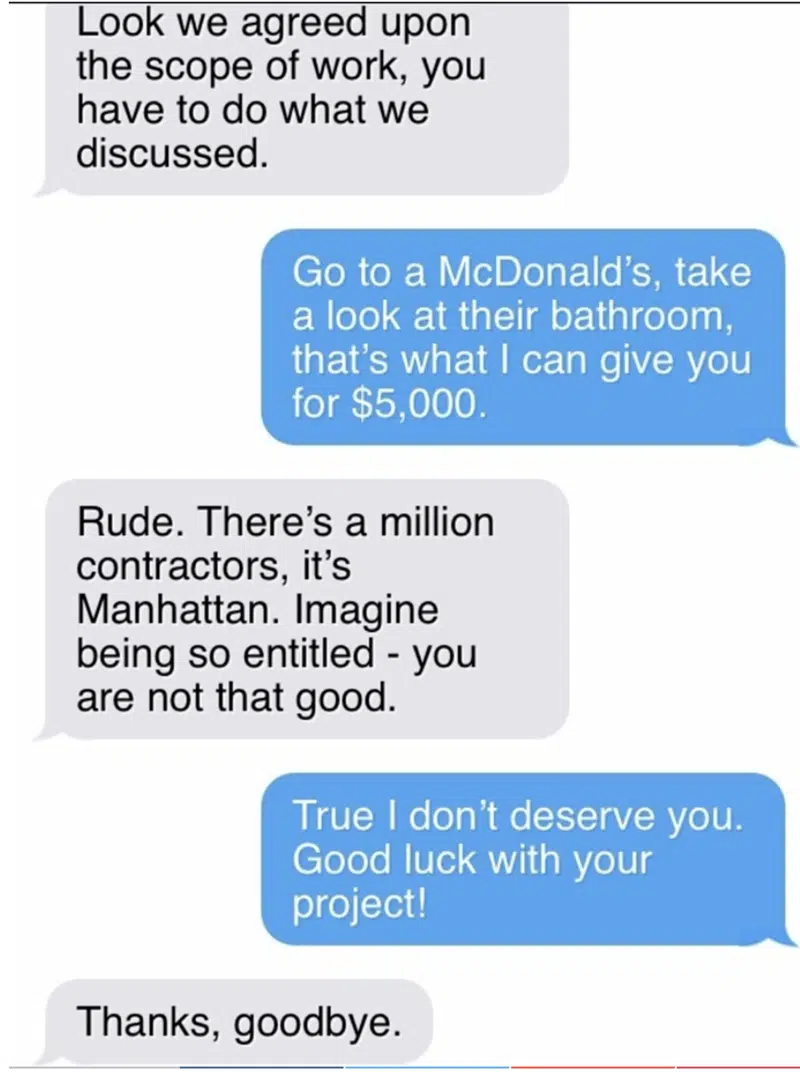 Look we agreed upon
the scope of work, you
have to do what we
discussed.
Go to a McDonald’s, take
a look at their bathroom,
that’s what I can give you
for $5,000.
Rude. There’s a million
contractors, it’s
Manhattan. Imagine
being so entitled - you
are not that good.
True I don’t deserve you.
Good luck with your
project!
Thanks, goodbye.